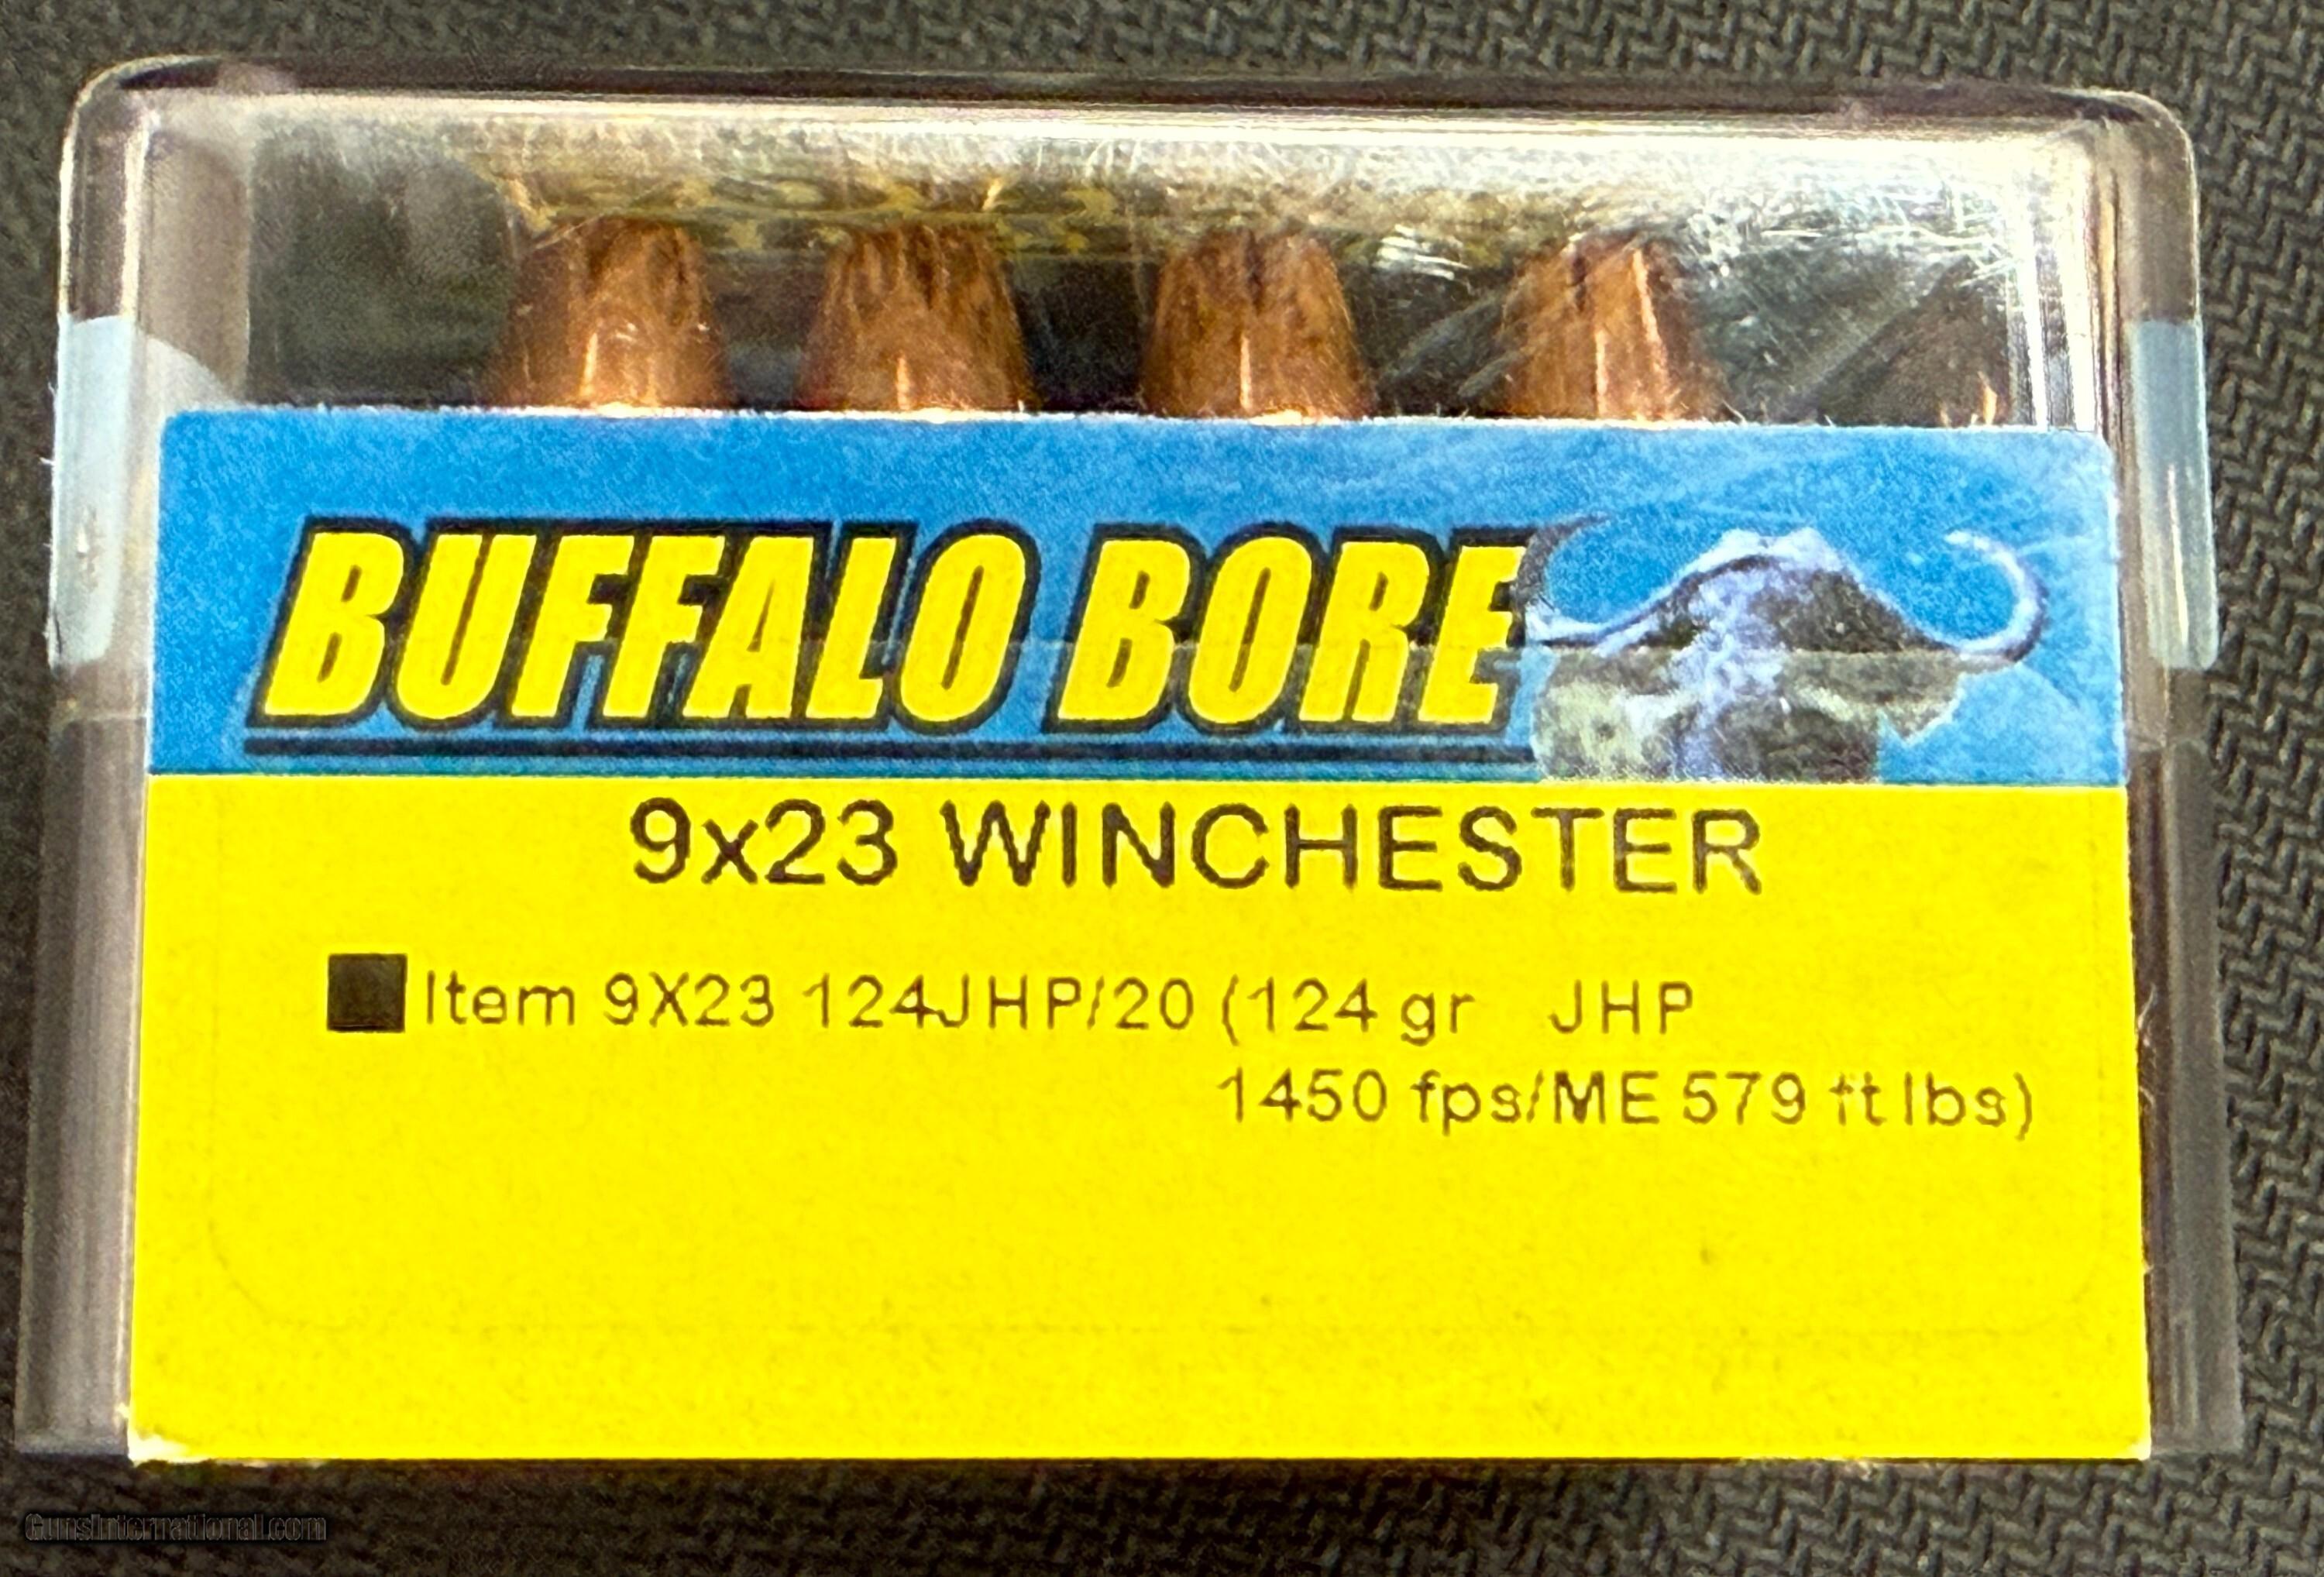 BUFFALO BORE
9x23 WINCHESTER
Item 9X23 124JHP/20 (124 gr JHP
1450 fps/ME 579 ft lbs)
GunsInternational.com